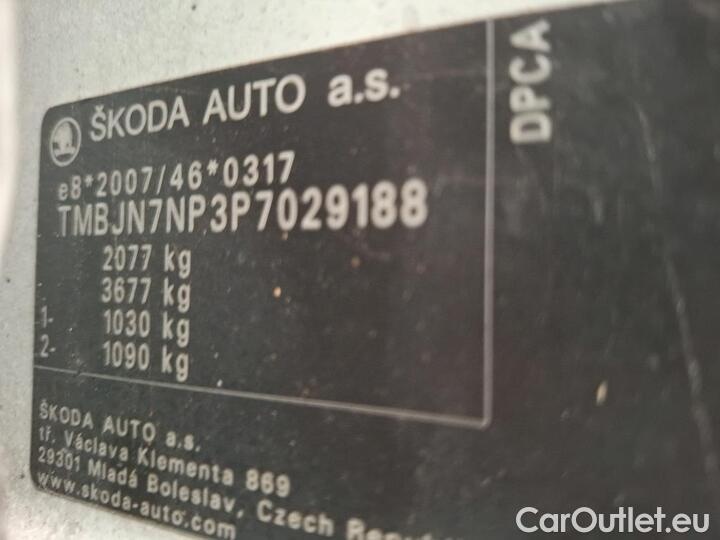 ŠKODA AUTO a.s.
e8*2007/46*0317
TMBJN7NP3P7029188
2077 kg
3677 kg
1- 1030 kg
2- 1090 kg
DPCA
ŠKODA AUTO a.s.
tř. Václava Klementa 869
29301 Mladá Boleslav, Czech
www.skoda-auto.com
CarOutlet.eu